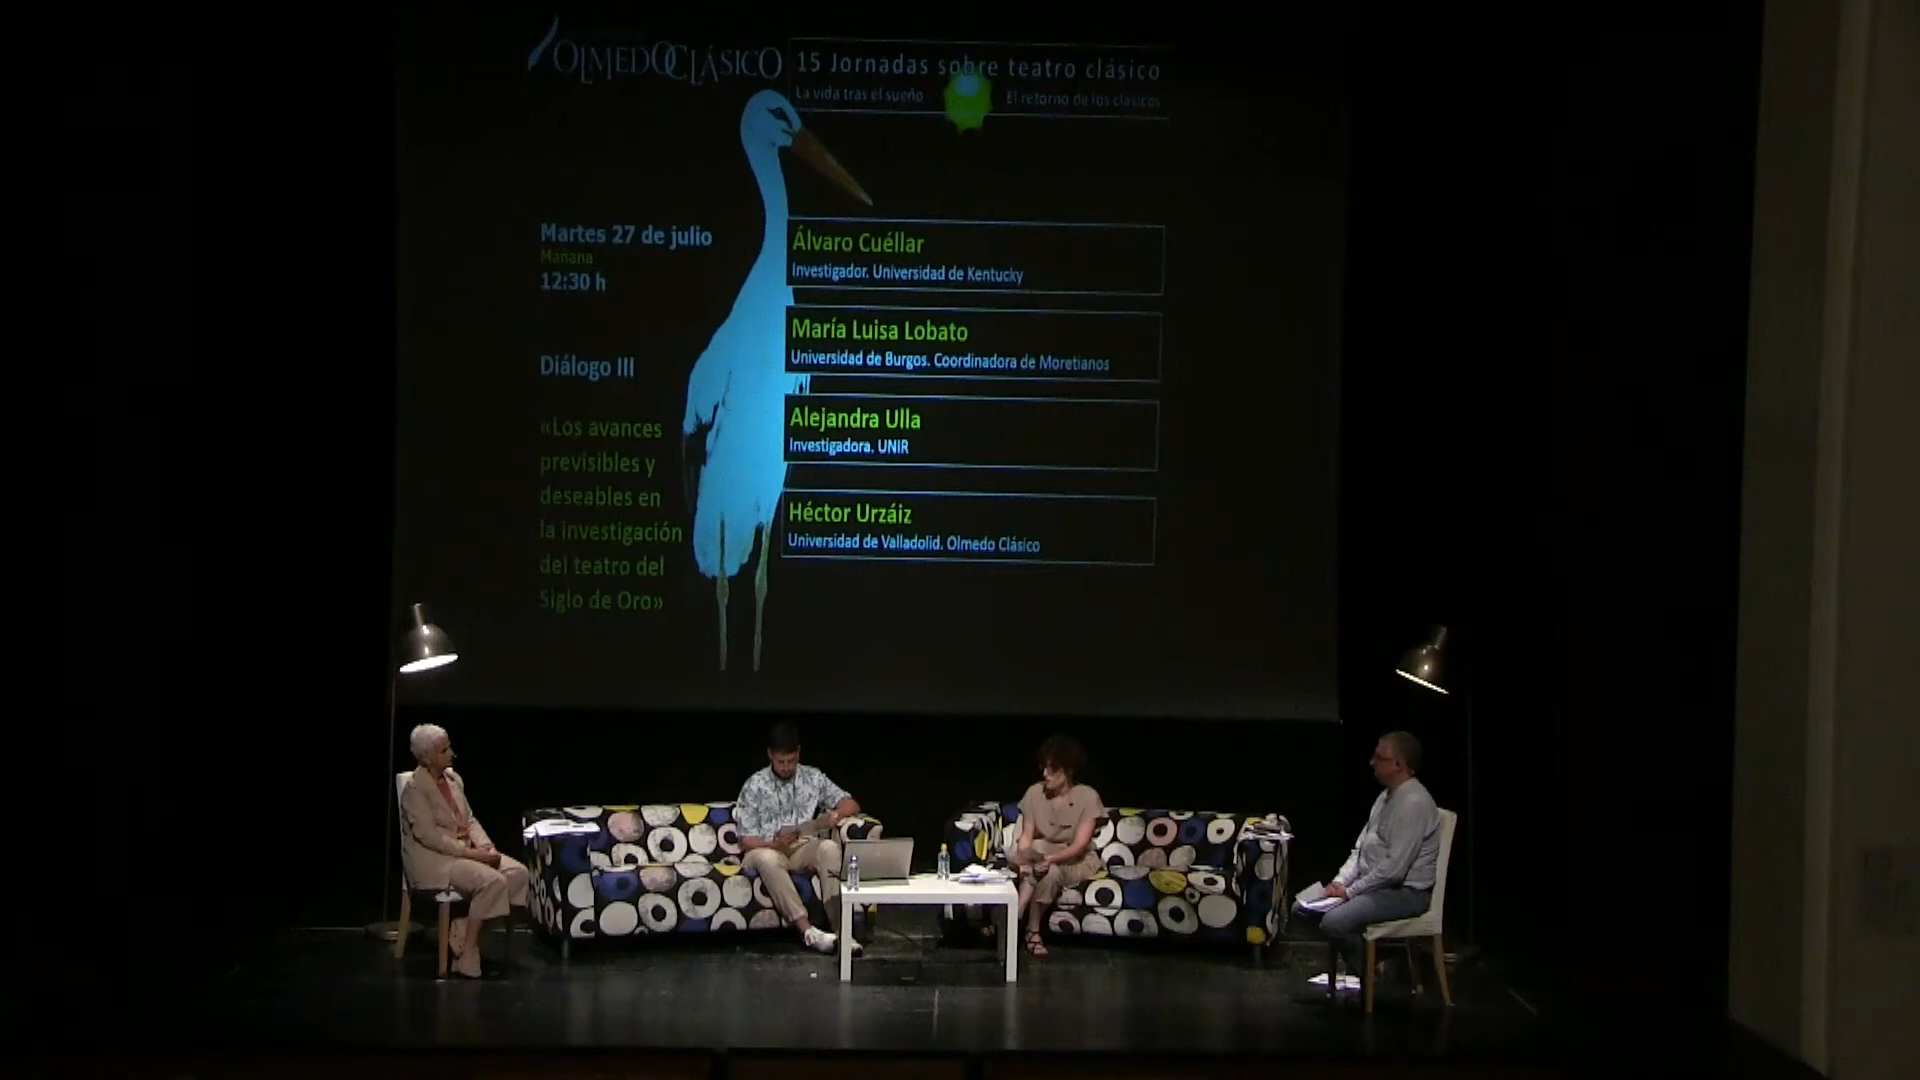 OLMEDOCLÁSICO
15 Jornadas sobre teatro clásico
La vida tras el sueño
El retorno de los clásicos
Martes 27 de julio
Mañana
12:30 h
Diálogo III
«Los avances
previsibles y
deseables en
la investigación
del teatro del
Siglo de Oro»
Álvaro Cuéllar
Investigador. Universidad de Kentucky
María Luisa Lobato
Universidad de Burgos. Coordinadora de Moretianos
Alejandra Ulla
Investigadora. UNIR
Héctor Urzáiz
Universidad de Valladolid. Olmedo Clásico